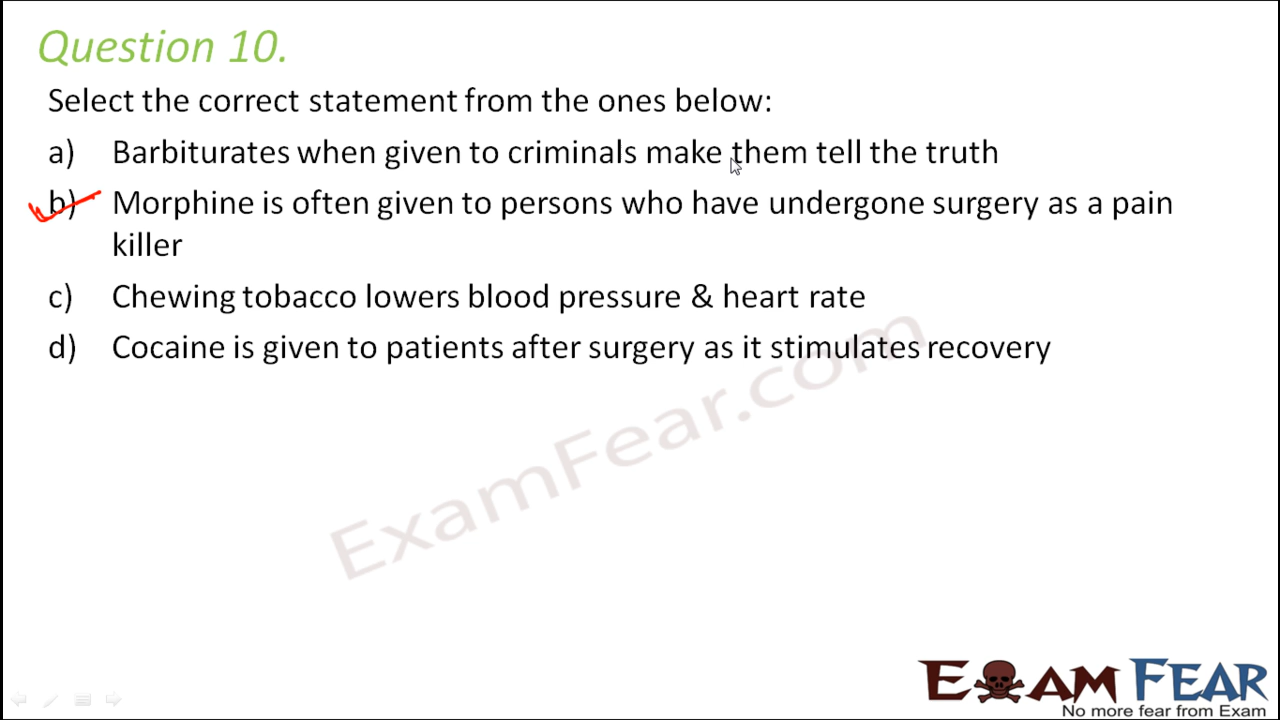 Question 10.
Select the correct statement from the ones below:
a) Barbiturates when given to criminals make them tell the truth
b) Morphine is often given to persons who have undergone surgery as a pain
killer
c) Chewing tobacco lowers blood pressure & heart rate
d) Cocaine is given to patients after surgery as it stimulates recovery
ExamFear.com
EXAM FEAR
No more fear from Exam